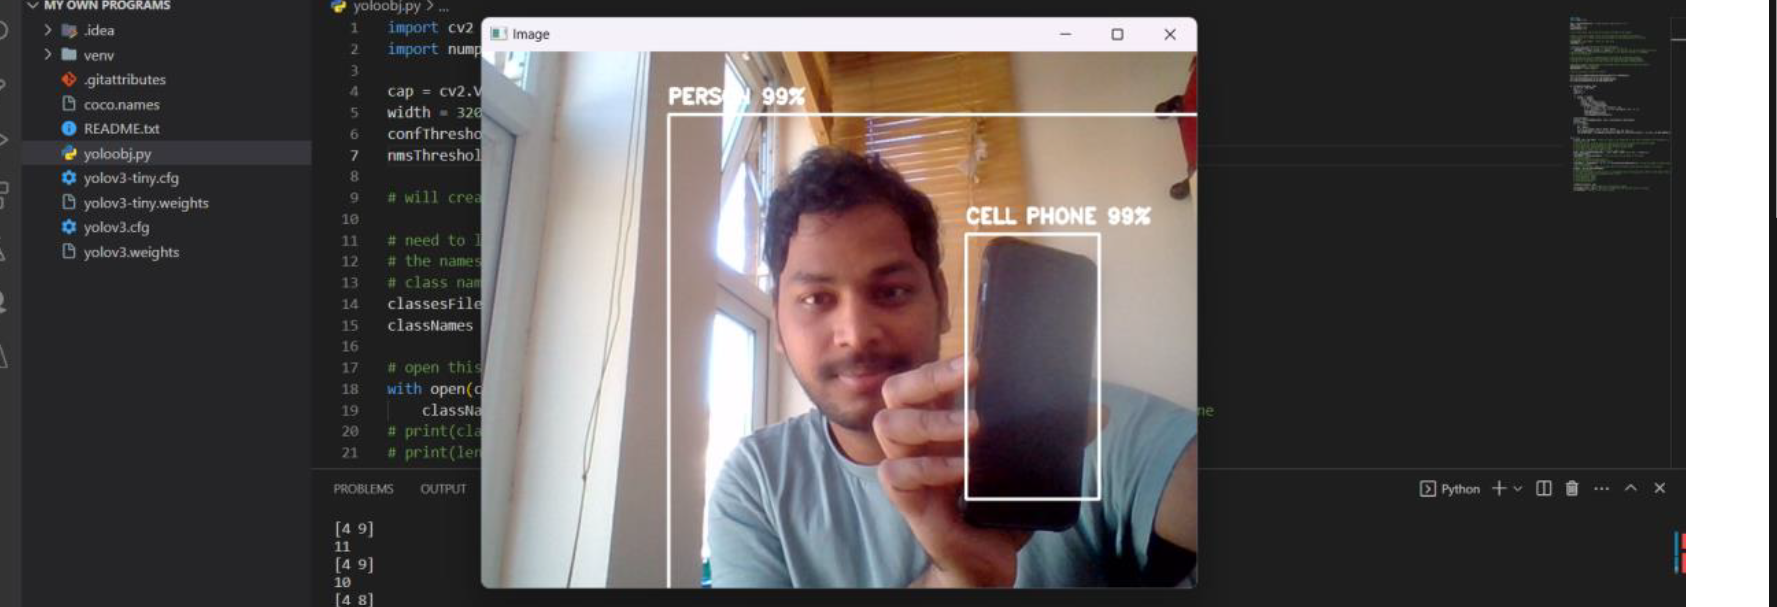 MY OWN PROGRAMS
.idea
venv
.gitattributes
coco.names
README.txt
yoloobj.py
yolov3-tiny.cfg
yolov3-tiny.weights
yolov3.cfg
yolov3.weights
yoloobj.py > ...
1 import cv2
2 import nump
3
4 cap = cv2.V
5 width = 320
6 confThresho
7 nmsThreshol
8
9 # will crea
10
11 # need to l
12 # the names
13 # class nam
14 classesFile
15 classNames
16
17 # open this
18 with open(c
19 classNa
ne
20 # print(cla
21 # print(len
Image
PERSON 99%
CELL PHONE 99%
PROBLEMS OUTPUT
Python
[4 9]
11
[4 9]
10
[4 8]